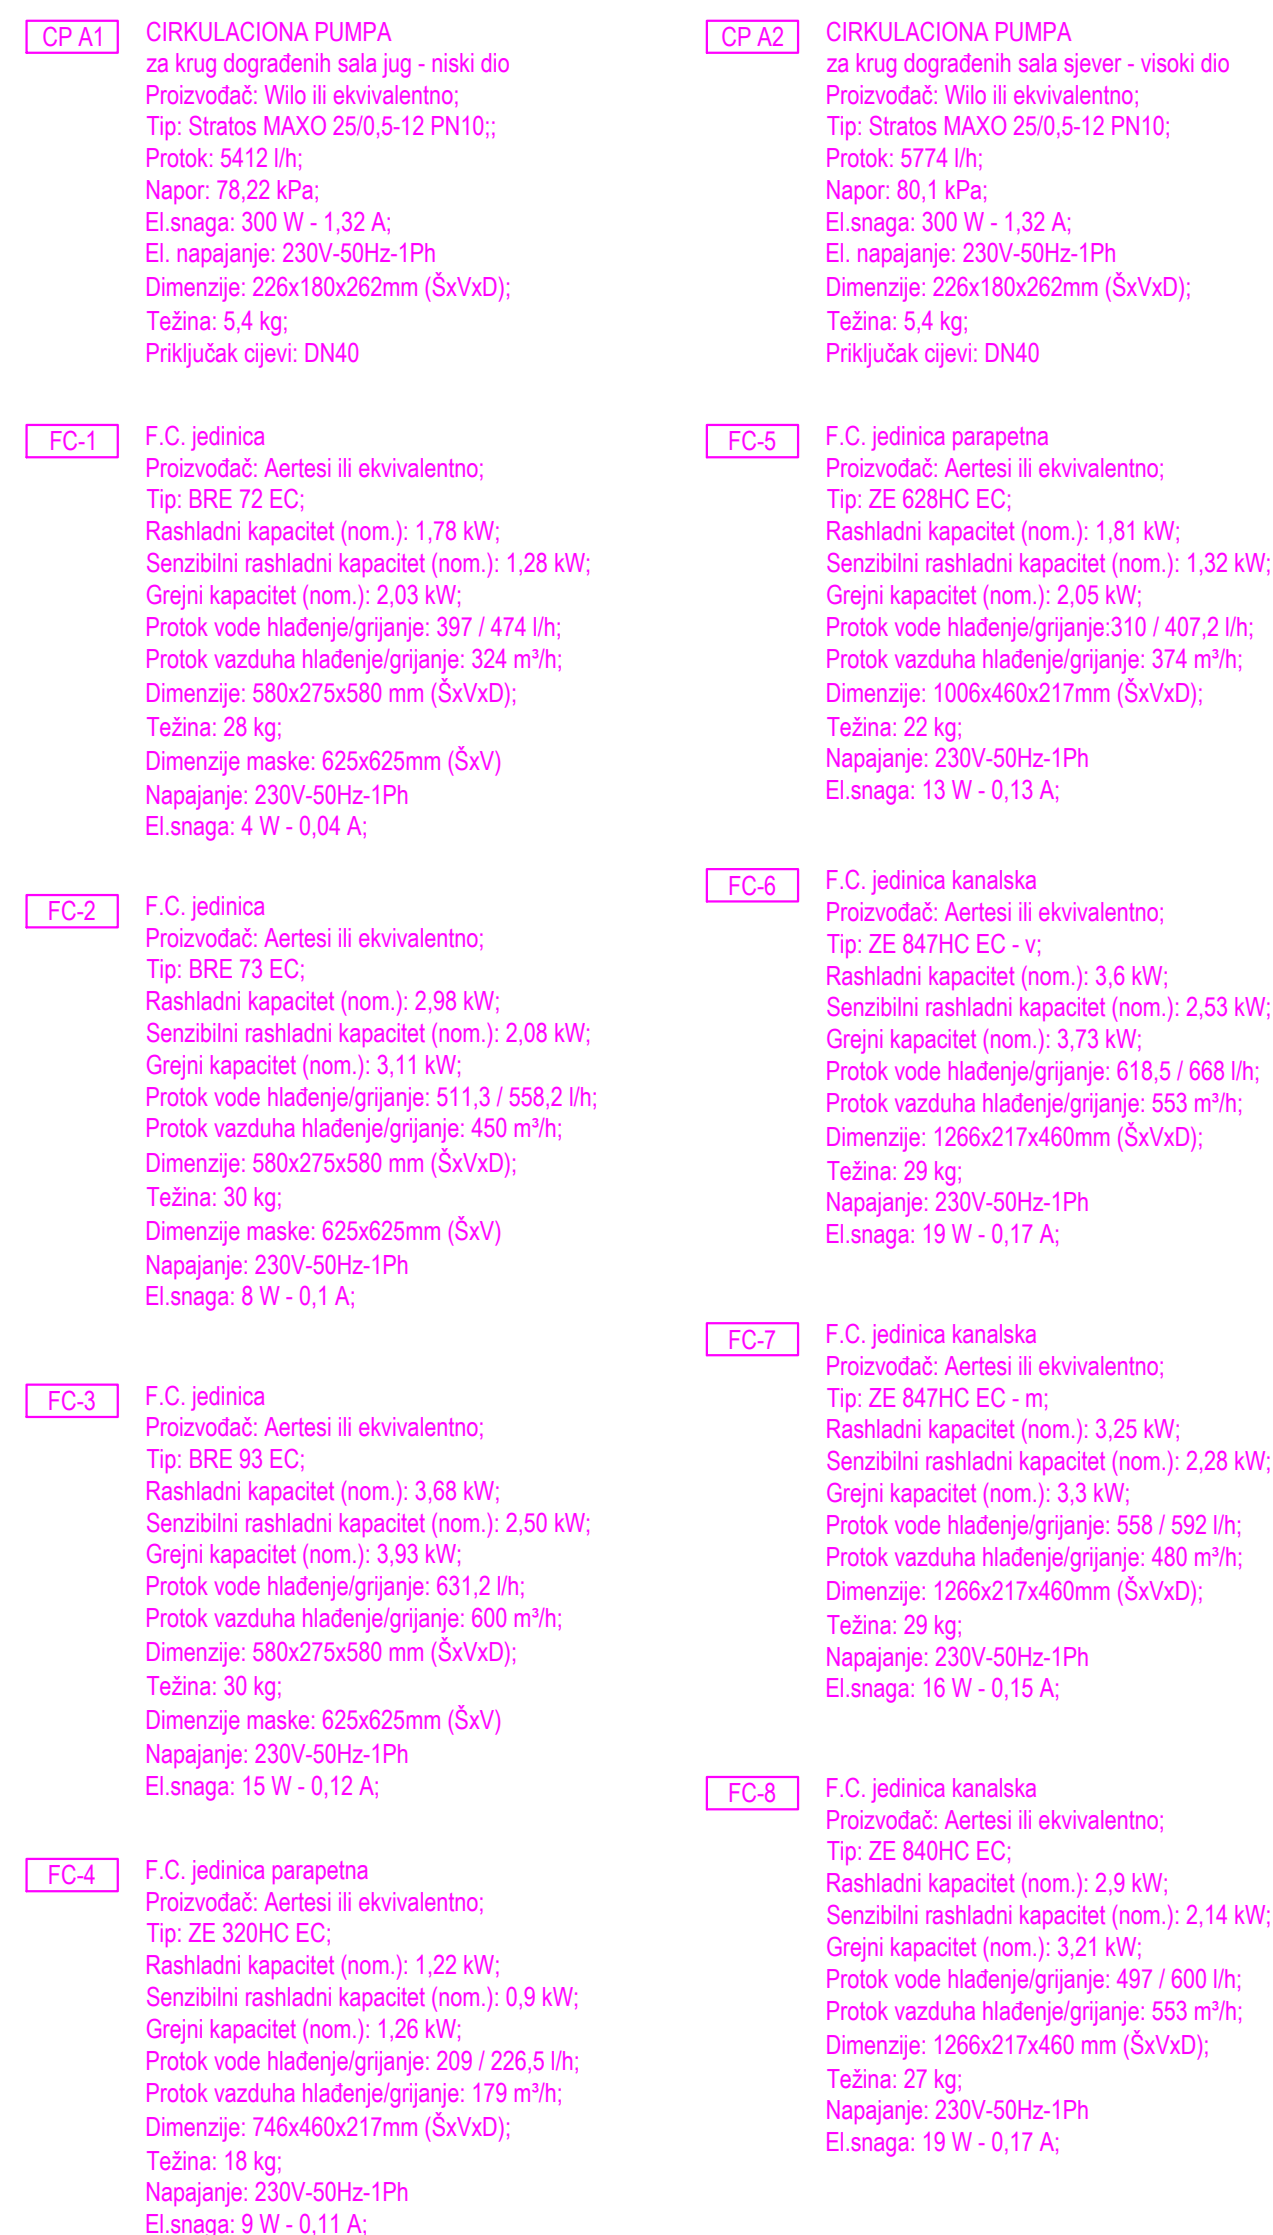 CP A1
CIRKULACIONA PUMPA
za krug dograđenih sala jug - niski dio
Proizvođač: Wilo ili ekvivalentno;
Tip: Stratos MAXO 25/0,5-12 PN10;;
Protok: 5412 l/h;
Napor: 78,22 kPa;
El.snaga: 300 W - 1,32 A;
El. napajanje: 230V-50Hz-1Ph
Dimenzije: 226x180x262mm (ŠxVxD);
Težina: 5,4 kg;
Priključak cijevi: DN40
FC-1
F.C. jedinica
Proizvođač: Aertesi ili ekvivalentno;
Tip: BRE 72 EC;
Rashladni kapacitet (nom.): 1,78 kW;
Senzibilni rashladni kapacitet (nom.): 1,28 kW;
Grejni kapacitet (nom.): 2,03 kW;
Protok vode hlađenje/grijanje: 397 / 474 l/h;
Protok vazduha hlađenje/grijanje: 324 m³/h;
Dimenzije: 580x275x580 mm (ŠxVxD);
Težina: 28 kg;
Dimenzije maske: 625x625mm (ŠxV)
Napajanje: 230V-50Hz-1Ph
El.snaga: 4 W - 0,04 A;
FC-2
F.C. jedinica
Proizvođač: Aertesi ili ekvivalentno;
Tip: BRE 73 EC;
Rashladni kapacitet (nom.): 2,98 kW;
Senzibilni rashladni kapacitet (nom.): 2,08 kW;
Grejni kapacitet (nom.): 3,11 kW;
Protok vode hlađenje/grijanje: 511,3 / 558,2 l/h;
Protok vazduha hlađenje/grijanje: 450 m³/h;
Dimenzije: 580x275x580 mm (ŠxVxD);
Težina: 30 kg;
Dimenzije maske: 625x625mm (ŠxV)
Napajanje: 230V-50Hz-1Ph
El.snaga: 8 W - 0,1 A;
FC-3
F.C. jedinica
Proizvođač: Aertesi ili ekvivalentno;
Tip: BRE 93 EC;
Rashladni kapacitet (nom.): 3,68 kW;
Senzibilni rashladni kapacitet (nom.): 2,50 kW;
Grejni kapacitet (nom.): 3,93 kW;
Protok vode hlađenje/grijanje: 631,2 l/h;
Protok vazduha hlađenje/grijanje: 600 m³/h;
Dimenzije: 580x275x580 mm (ŠxVxD);
Težina: 30 kg;
Dimenzije maske: 625x625mm (ŠxV)
Napajanje: 230V-50Hz-1Ph
El.snaga: 15 W - 0,12 A;
FC-4
F.C. jedinica parapetna
Proizvođač: Aertesi ili ekvivalentno;
Tip: ZE 320HC EC;
Rashladni kapacitet (nom.): 1,22 kW;
Senzibilni rashladni kapacitet (nom.): 0,9 kW;
Grejni kapacitet (nom.): 1,26 kW;
Protok vode hlađenje/grijanje: 209 / 226,5 l/h;
Protok vazduha hlađenje/grijanje: 179 m³/h;
Dimenzije: 746x460x217mm (ŠxVxD);
Težina: 18 kg;
Napajanje: 230V-50Hz-1Ph
El.snaga: 9 W - 0,11 A;
CP A2
CIRKULACIONA PUMPA
za krug dograđenih sala sjever - visoki dio
Proizvođač: Wilo ili ekvivalentno;
Tip: Stratos MAXO 25/0,5-12 PN10;
Protok: 5774 l/h;
Napor: 80,1 kPa;
El.snaga: 300 W - 1,32 A;
El. napajanje: 230V-50Hz-1Ph
Dimenzije: 226x180x262mm (ŠxVxD);
Težina: 5,4 kg;
Priključak cijevi: DN40
FC-5
F.C. jedinica parapetna
Proizvođač: Aertesi ili ekvivalentno;
Tip: ZE 628HC EC;
Rashladni kapacitet (nom.): 1,81 kW;
Senzibilni rashladni kapacitet (nom.): 1,32 kW;
Grejni kapacitet (nom.): 2,05 kW;
Protok vode hlađenje/grijanje:310 / 407,2 l/h;
Protok vazduha hlađenje/grijanje: 374 m³/h;
Dimenzije: 1006x460x217mm (ŠxVxD);
Težina: 22 kg;
Napajanje: 230V-50Hz-1Ph
El.snaga: 13 W - 0,13 A;
FC-6
F.C. jedinica kanalska
Proizvođač: Aertesi ili ekvivalentno;
Tip: ZE 847HC EC - v;
Rashladni kapacitet (nom.): 3,6 kW;
Senzibilni rashladni kapacitet (nom.): 2,53 kW;
Grejni kapacitet (nom.): 3,73 kW;
Protok vode hlađenje/grijanje: 618,5 / 668 l/h;
Protok vazduha hlađenje/grijanje: 553 m³/h;
Dimenzije: 1266x217x460mm (ŠxVxD);
Težina: 29 kg;
Napajanje: 230V-50Hz-1Ph
El.snaga: 19 W - 0,17 A;
FC-7
F.C. jedinica kanalska
Proizvođač: Aertesi ili ekvivalentno;
Tip: ZE 847HC EC - m;
Rashladni kapacitet (nom.): 3,25 kW;
Senzibilni rashladni kapacitet (nom.): 2,28 kW;
Grejni kapacitet (nom.): 3,3 kW;
Protok vode hlađenje/grijanje: 558 / 592 l/h;
Protok vazduha hlađenje/grijanje: 480 m³/h;
Dimenzije: 1266x217x460mm (ŠxVxD);
Težina: 29 kg;
Napajanje: 230V-50Hz-1Ph
El.snaga: 16 W - 0,15 A;
FC-8
F.C. jedinica kanalska
Proizvođač: Aertesi ili ekvivalentno;
Tip: ZE 840HC EC;
Rashladni kapacitet (nom.): 2,9 kW;
Senzibilni rashladni kapacitet (nom.): 2,14 kW;
Grejni kapacitet (nom.): 3,21 kW;
Protok vode hlađenje/grijanje: 497 / 600 l/h;
Protok vazduha hlađenje/grijanje: 553 m³/h;
Dimenzije: 1266x217x460 mm (ŠxVxD);
Težina: 27 kg;
Napajanje: 230V-50Hz-1Ph
El.snaga: 19 W - 0,17 A;